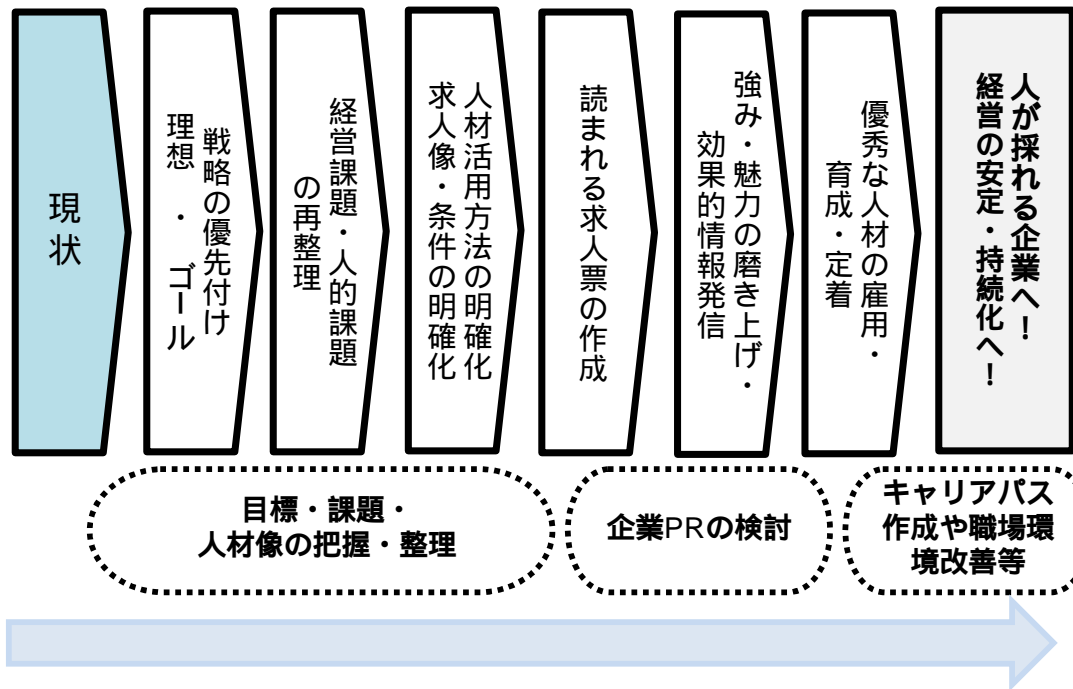 現状
理想・ゴール
戦略の優先付け
経営課題・人的課題
の再整理
人材活用方法の明確化
求人像・条件の明確化
読まれる求人票の作成
強み・魅力の磨き上げ・
効果的情報発信
優秀な人材の雇用・
育成・定着
人が採れる企業へ！
経営の安定・持続化へ！
目標・課題・
人材像の把握・整理
企業PRの検討
キャリアパス
作成や職場環
境改善等